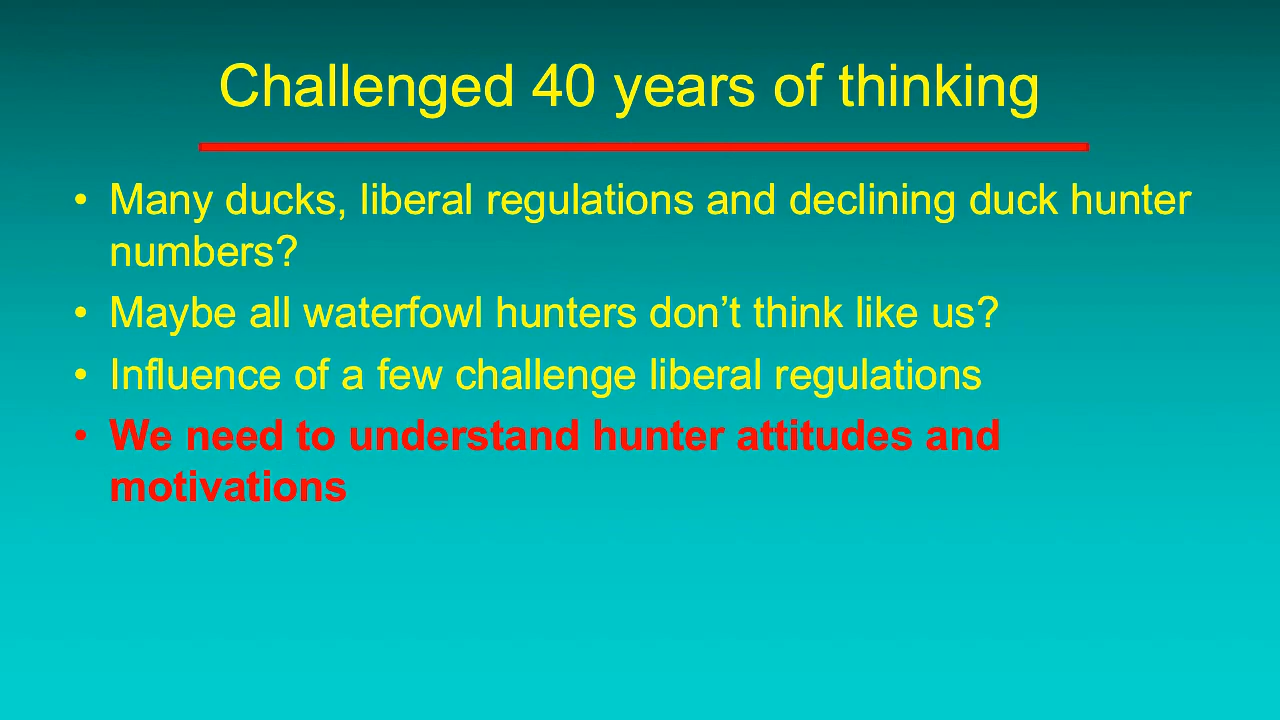 Challenged 40 years of thinking
• Many ducks, liberal regulations and declining duck hunter
numbers?
• Maybe all waterfowl hunters don’t think like us?
• Influence of a few challenge liberal regulations
• We need to understand hunter attitudes and
motivations